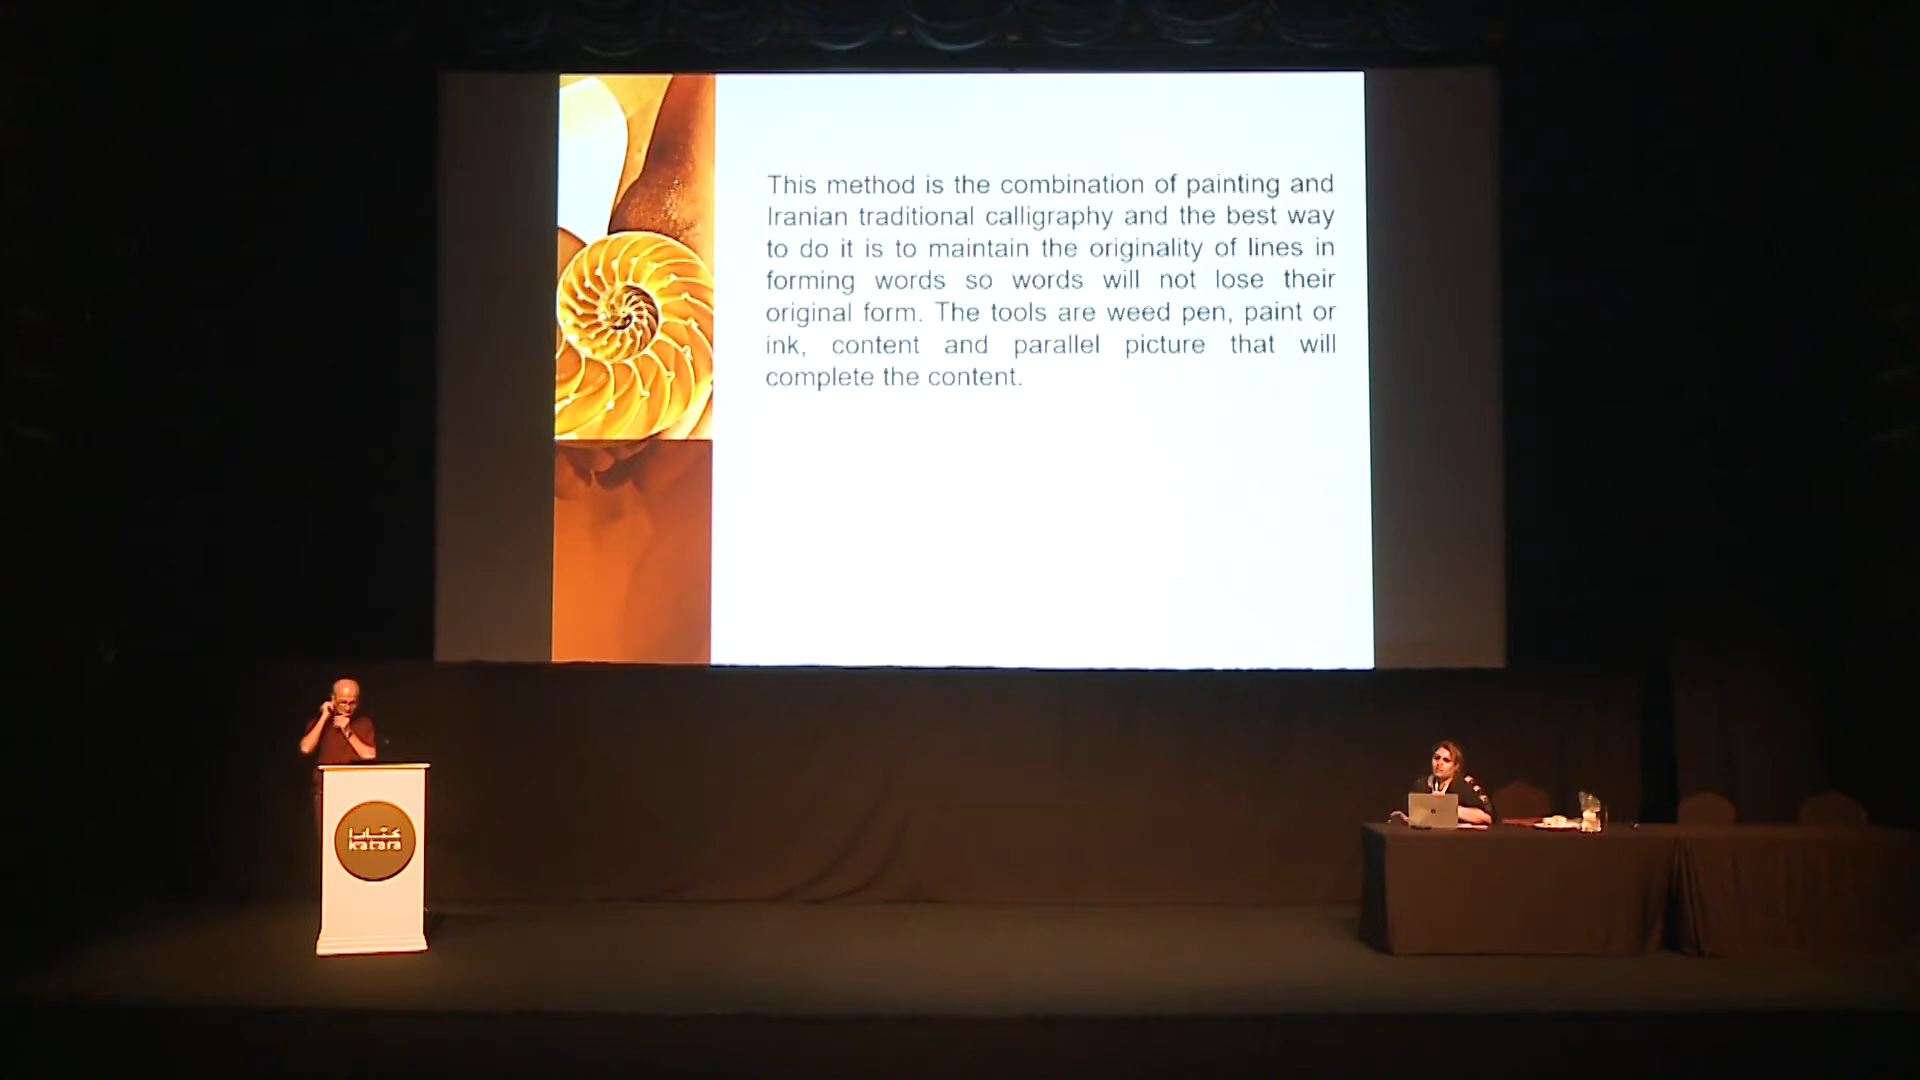 This method is the combination of painting and
Iranian traditional calligraphy and the best way
to do it is to maintain the originality of lines in
forming words so words will not lose their
original form. The tools are weed pen, paint or
ink, content and parallel picture that will
complete the content.
كتارا
katara